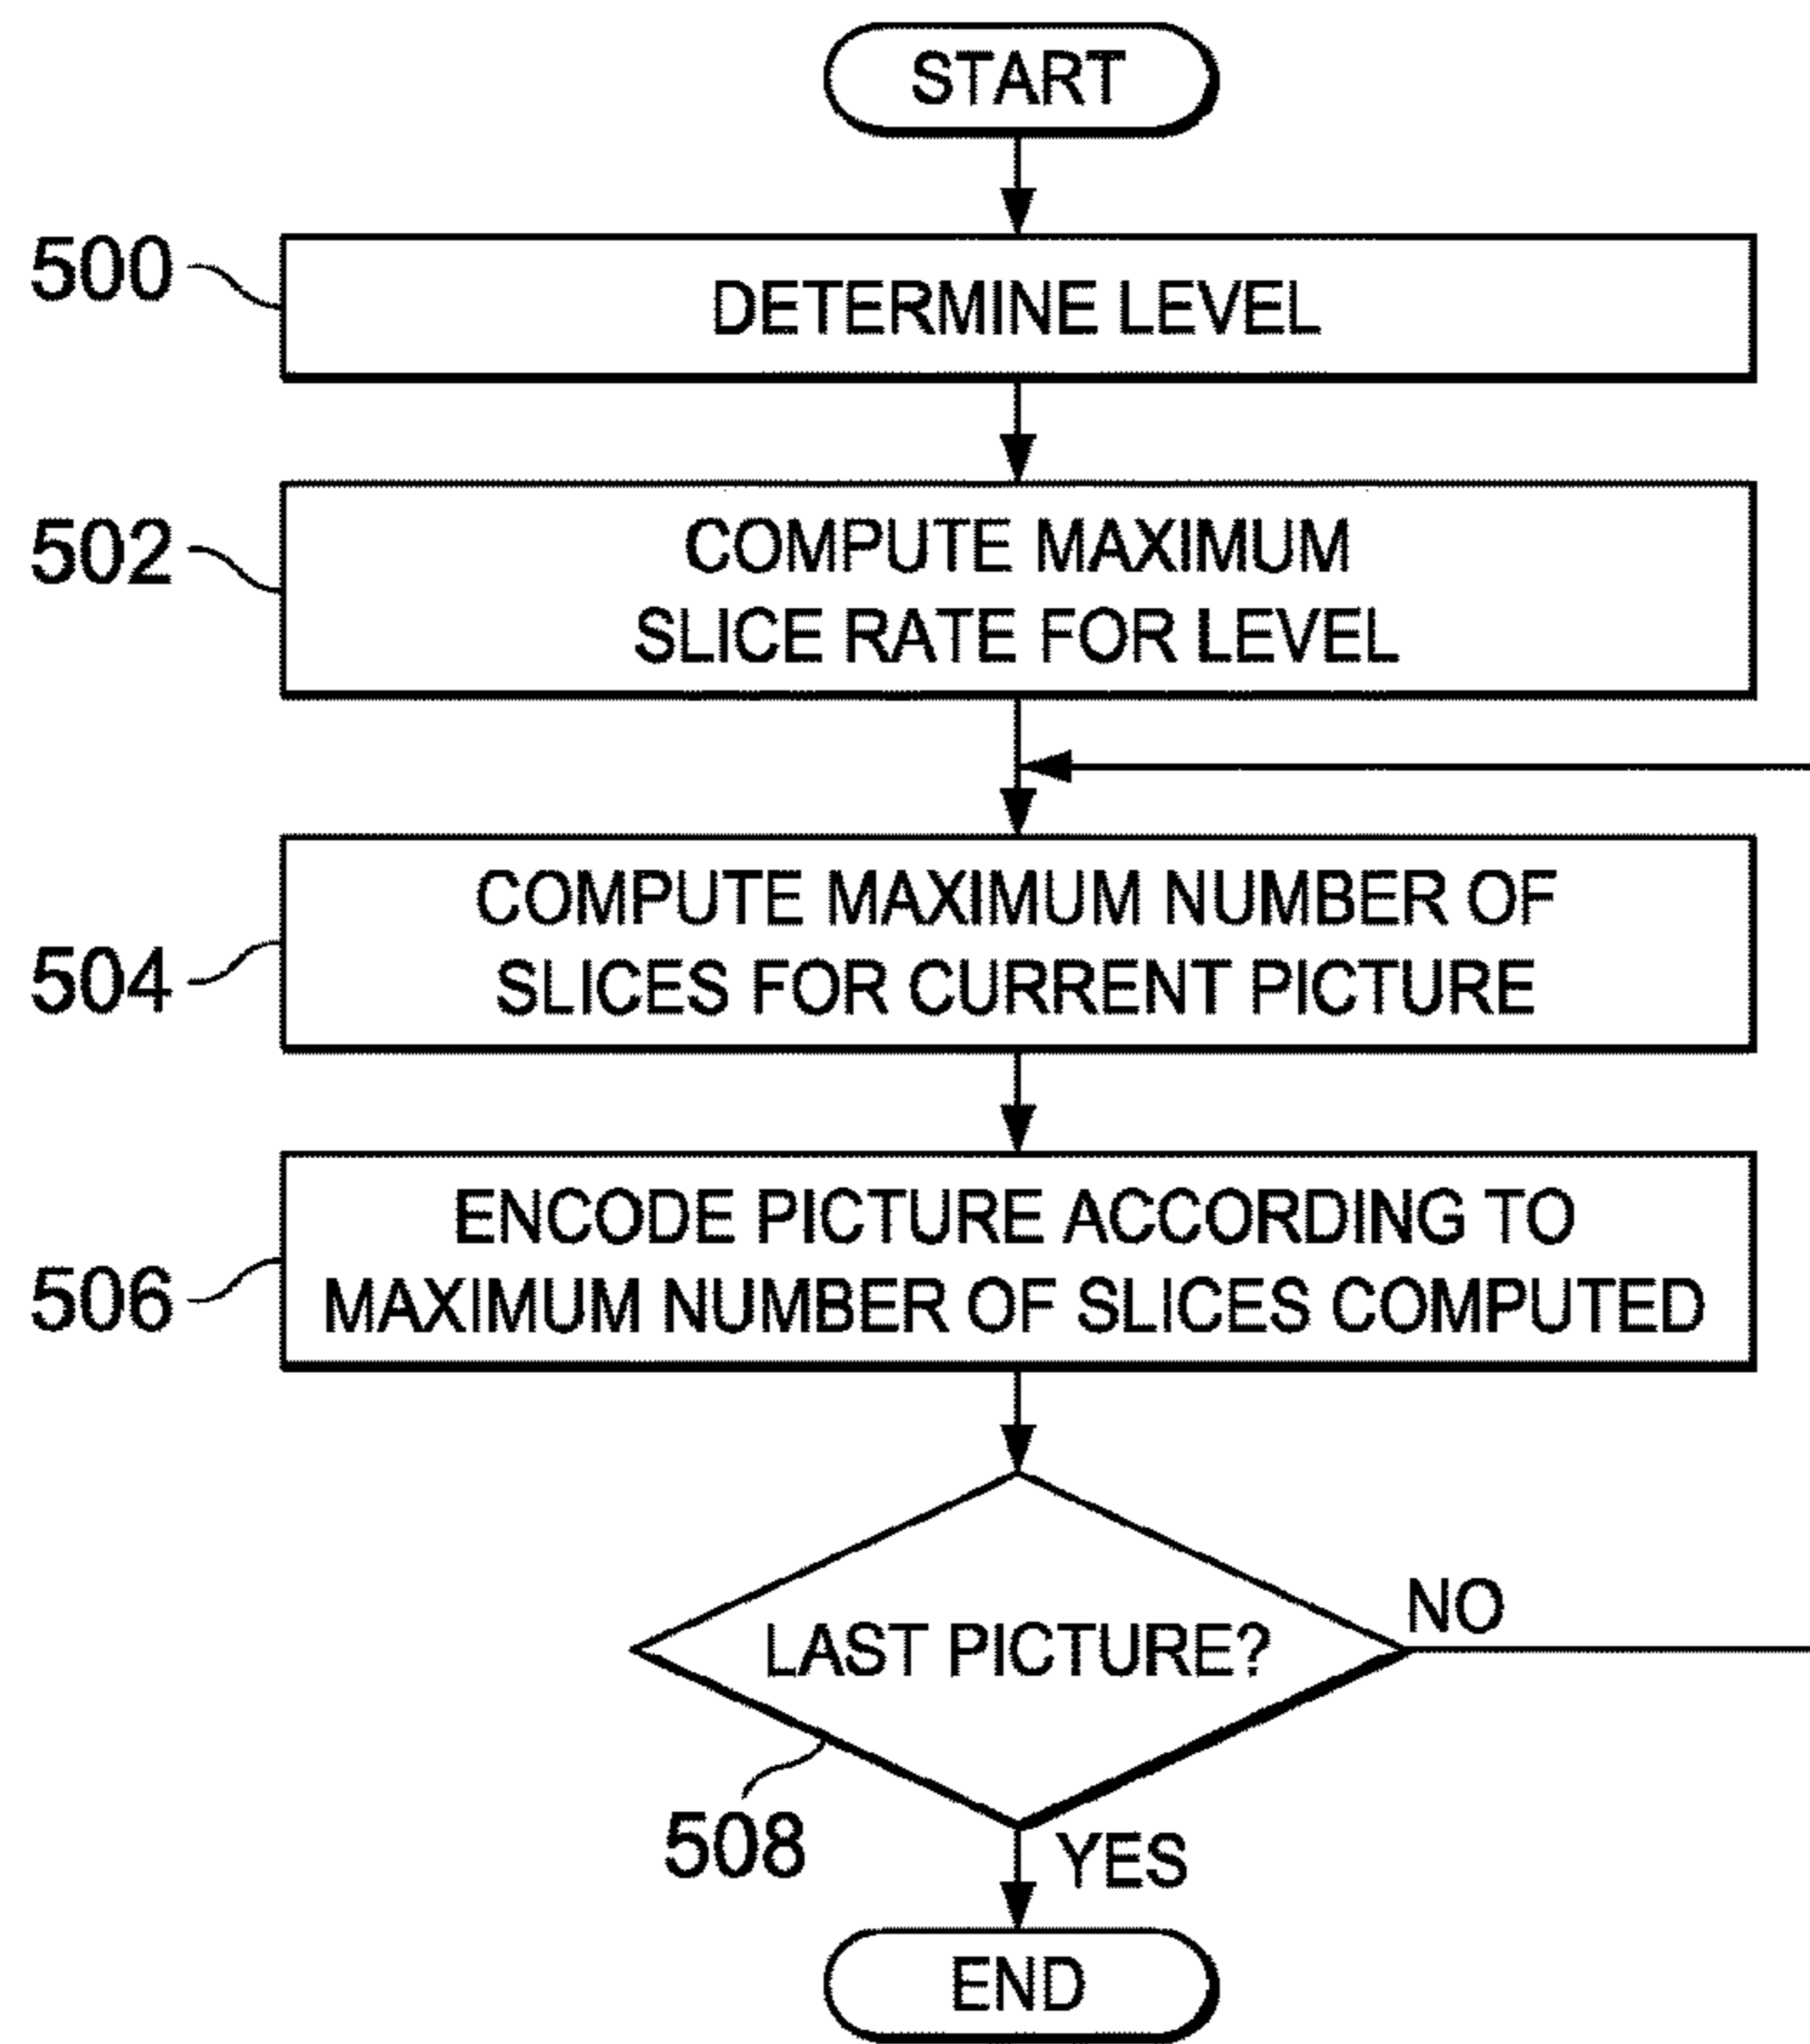 START
500
DETERMINE LEVEL
502
COMPUTE MAXIMUM
SLICE RATE FOR LEVEL
504
COMPUTE MAXIMUM NUMBER OF
SLICES FOR CURRENT PICTURE
506
ENCODE PICTURE ACCORDING TO
MAXIMUM NUMBER OF SLICES COMPUTED
LAST PICTURE?
NO
508
YES
END